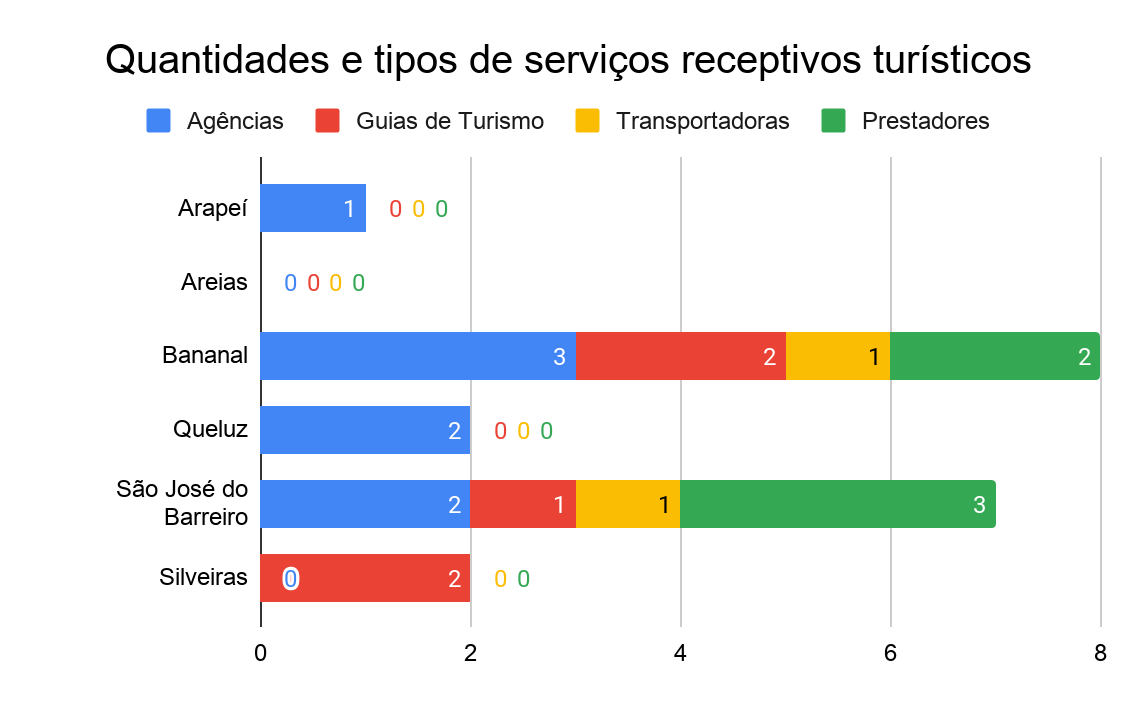 Quantidades e tipos de serviços receptivos turísticos
Agências Guias de Turismo Transportadoras Prestadores
Arapeí 1 0 0 0
Areias 0 0 0 0
Bananal 3 2 1 2
Queluz 2 0 0 0
São José do
Barreiro 2 1 1 3
Silveiras 0 2 0 0
0 2 4 6 8